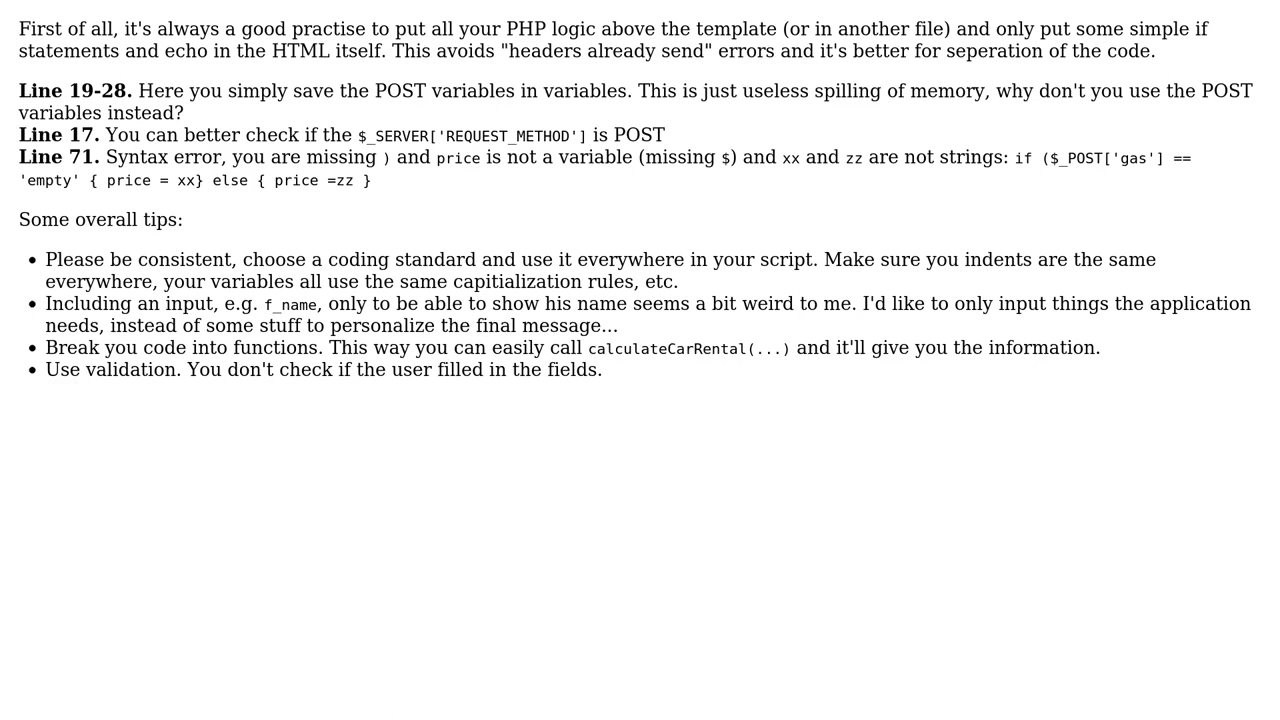 First of all, it's always a good practise to put all your PHP logic above the template (or in another file) and only put some simple if
statements and echo in the HTML itself. This avoids "headers already send" errors and it's better for seperation of the code.
Line 19-28. Here you simply save the POST variables in variables. This is just useless spilling of memory, why don't you use the POST
variables instead?
Line 17. You can better check if the $_SERVER['REQUEST_METHOD'] is POST
Line 71. Syntax error, you are missing ) and price is not a variable (missing $) and xx and zz are not strings: if ($_POST['gas'] ==
'empty' { price = xx} else { price =zz }
Some overall tips:
• Please be consistent, choose a coding standard and use it everywhere in your script. Make sure you indents are the same
everywhere, your variables all use the same capitialization rules, etc.
• Including an input, e.g. f_name, only to be able to show his name seems a bit weird to me. I'd like to only input things the application
needs, instead of some stuff to personalize the final message...
• Break you code into functions. This way you can easily call calculateCarRental(...) and it'll give you the information.
• Use validation. You don't check if the user filled in the fields.